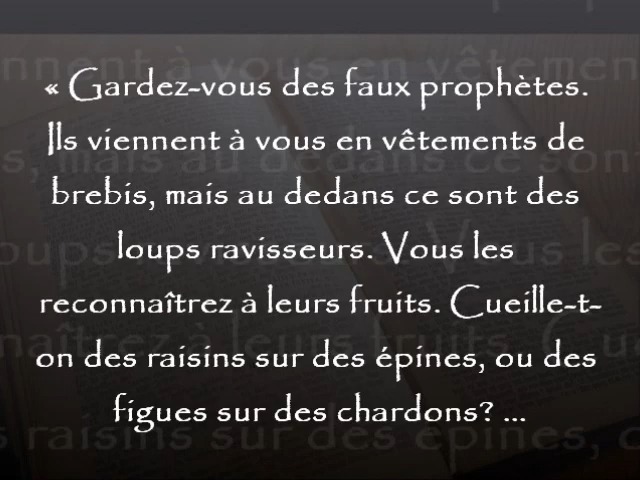 « Gardez-vous des faux prophètes.
Ils viennent à vous en vêtements de
brebis, mais au dedans ce sont des
loups ravisseurs. Vous les
reconnaîtrez à leurs fruits. Cueille-t-
on des raisins sur des épines, ou des
figues sur des chardons? ...